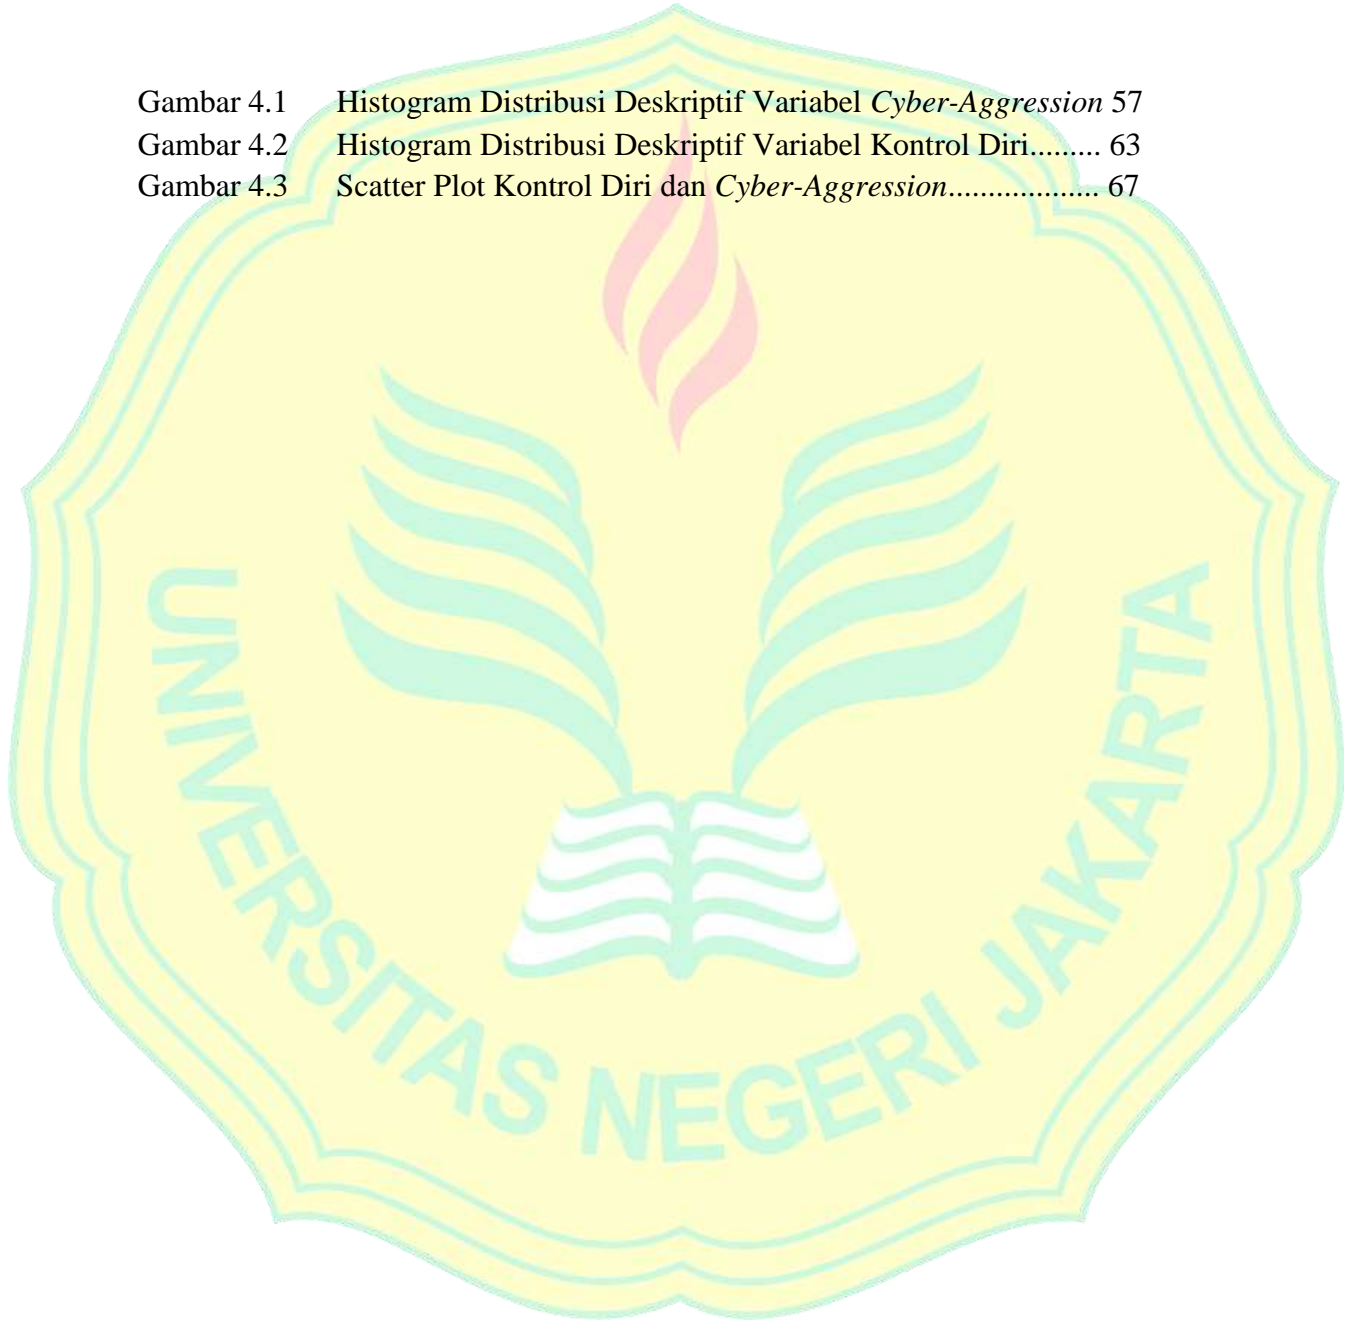 Gambar 4.1 Histogram Distribusi Deskriptif Variabel Cyber-Aggression 57
Gambar 4.2 Histogram Distribusi Deskriptif Variabel Kontrol Diri......... 63
Gambar 4.3 Scatter Plot Kontrol Diri dan Cyber-Aggression................... 67
UNIVERSITAS NEGERI JAKARTA